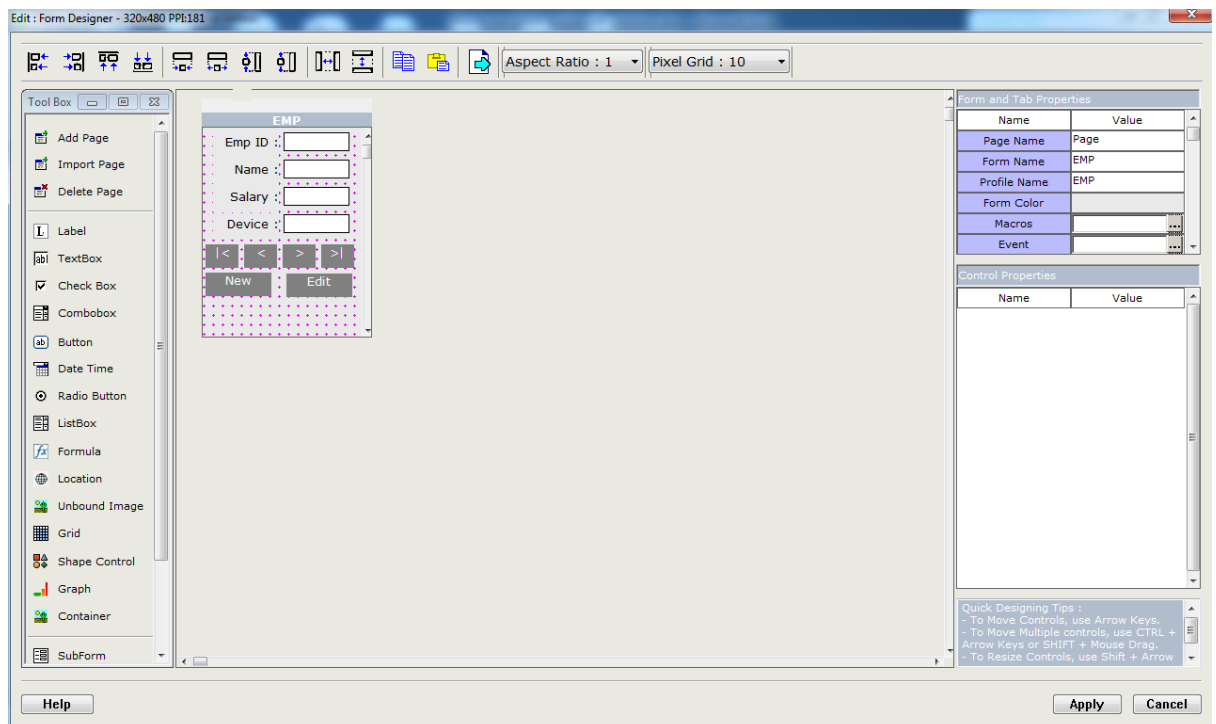 Edit : Form Designer - 320x480 PPI:181
Aspect Ratio : 1
Pixel Grid : 10
Tool Box
Add Page
Import Page
Delete Page
L Label
ab| TextBox
Check Box
Combobox
ab Button
Date Time
Radio Button
ListBox
fx Formula
Location
Unbound Image
Grid
Shape Control
Graph
Container
SubForm
EMP
Emp ID :
Name :
Salary :
Device :
|< < > >|
New Edit
Form and Tab Properties
Name Value
Page Name Page
Form Name EMP
Profile Name EMP
Form Color
Macros ...
Event ...
Control Properties
Name Value
Quick Designing Tips :
- To Move Controls, use Arrow Keys.
- To Move Multiple controls, use CTRL +
Arrow Keys or SHIFT + Mouse Drag.
- To Resize Controls, use Shift + Arrow
Help
Apply
Cancel